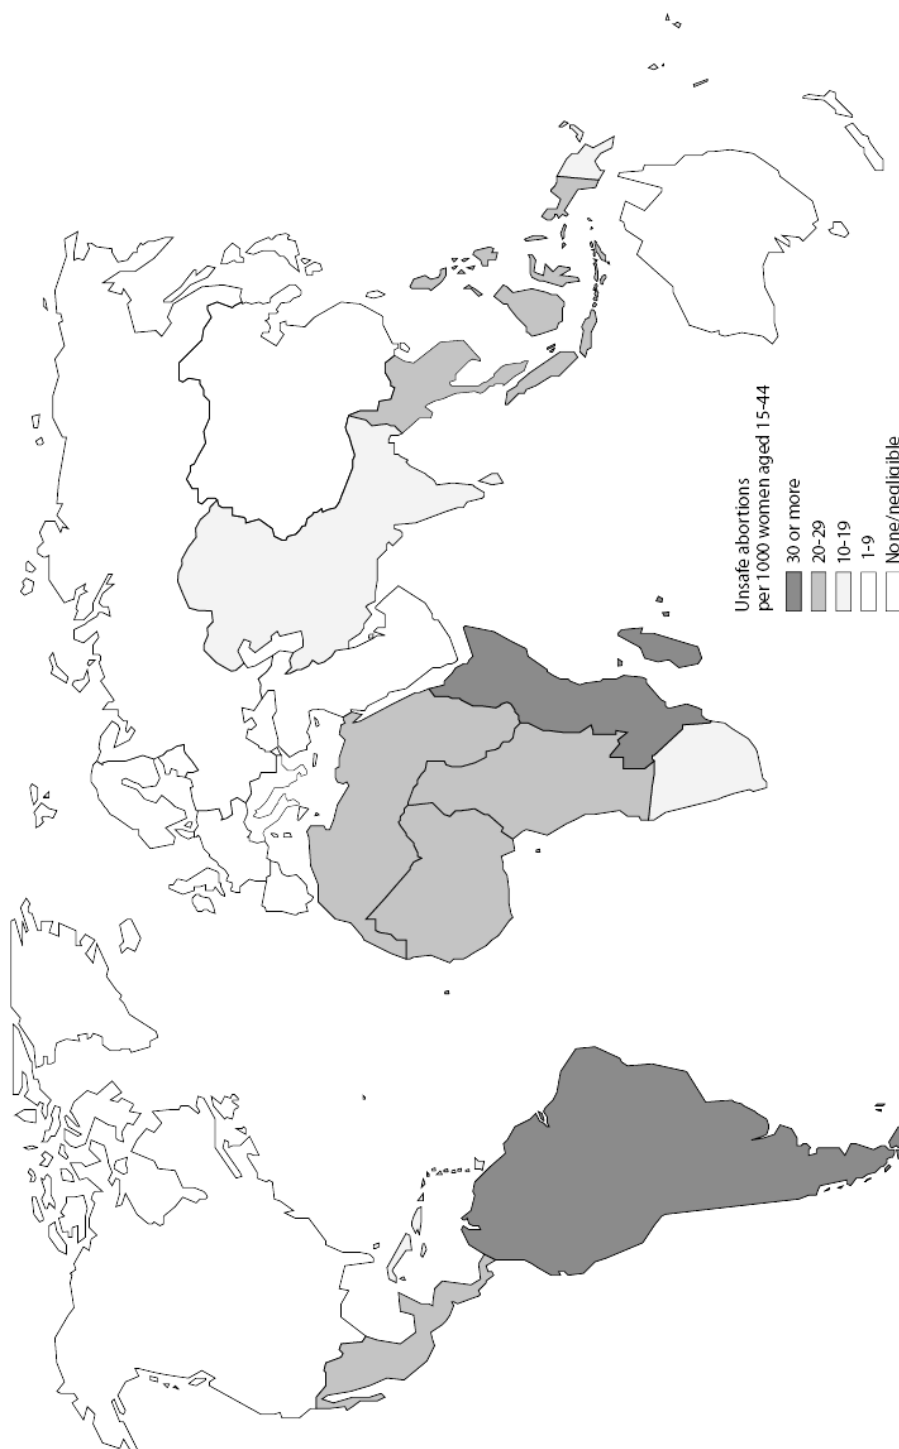 Unsafe abortions
per 1000 women aged 15-44
30 or more
20-29
10-19
1-9
None/negligible